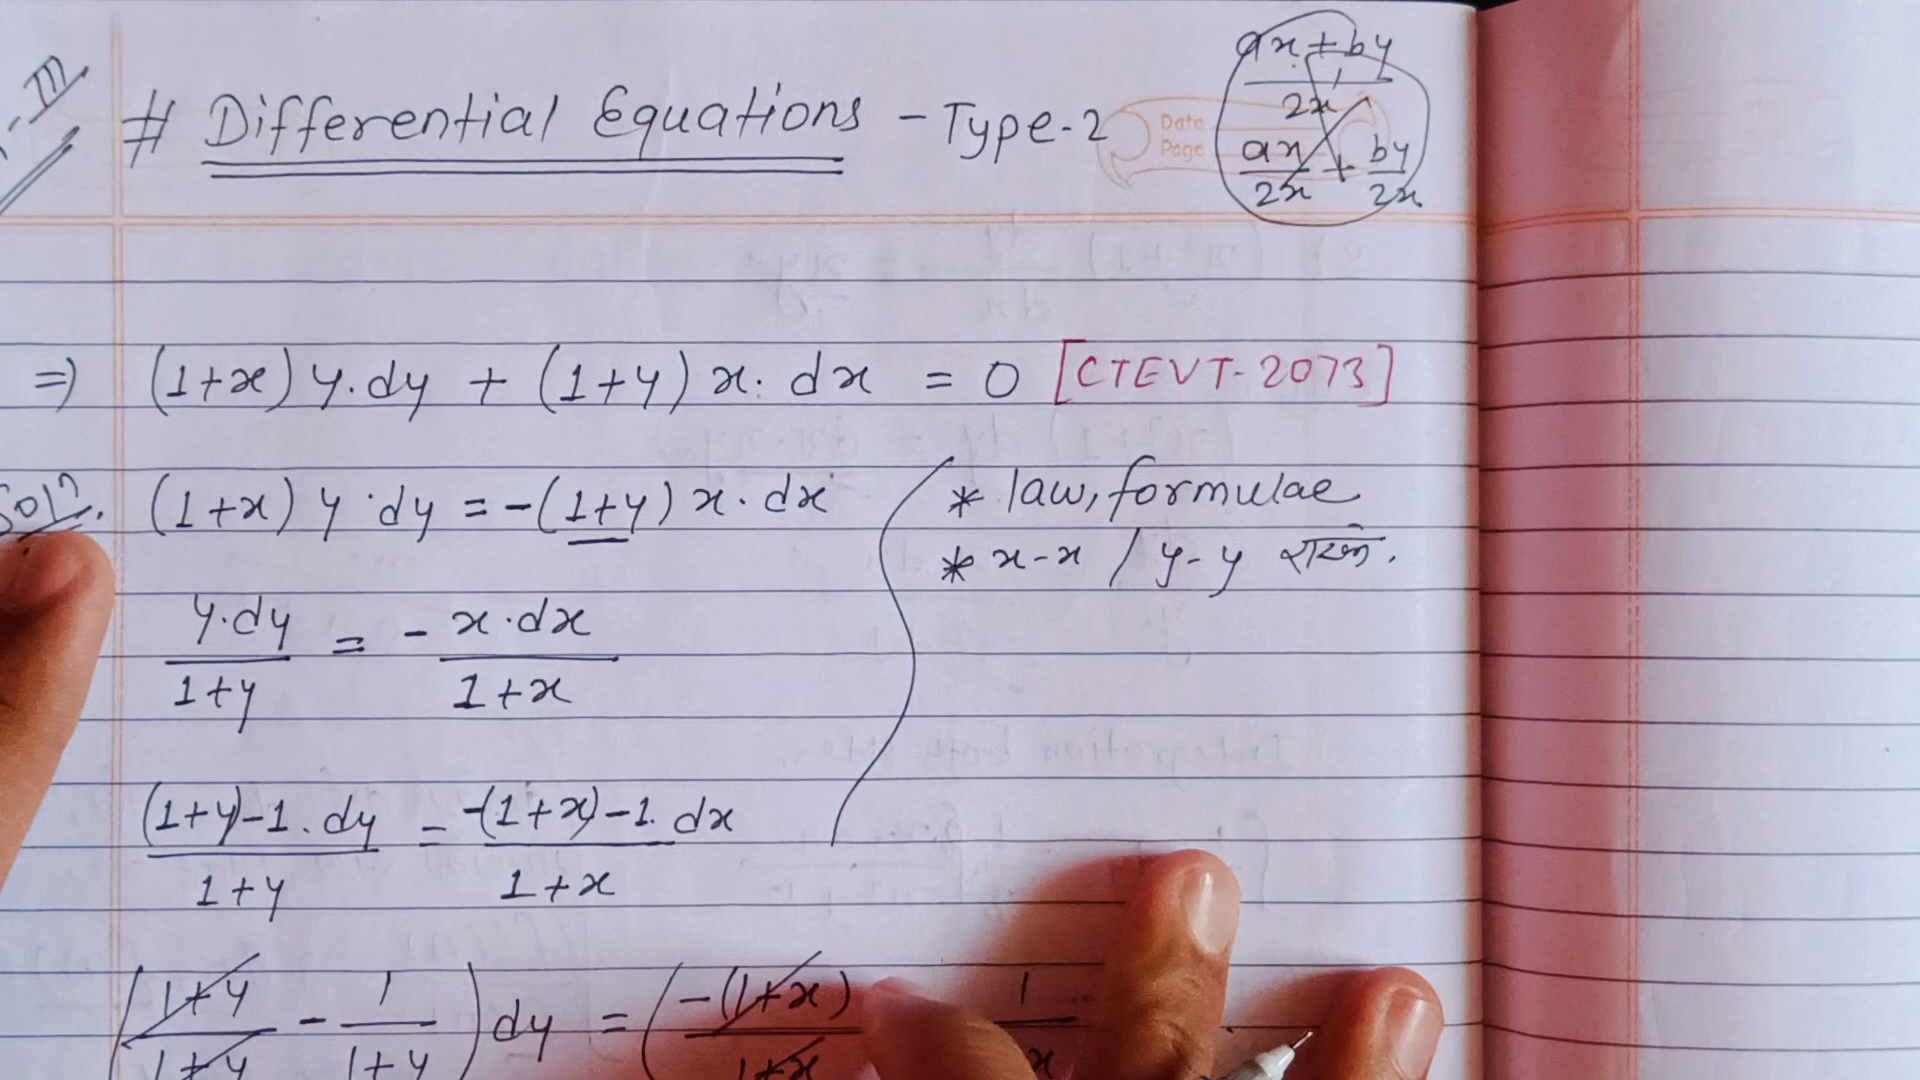 ax+by
2x
# Differential Equations - Type-2
Date
Page
ax/2x + by/2x
=) (1+x) y.dy + (1+y) x. dx = 0 [CTEVT-2073]
Solⁿ. (1+x) y.dy = -(1+y) x.dx
* law, formulae
* x-x / y-y
y.dy/1+y = - x.dx/1+x
(1+y)-1.dy/1+y = -(1+x)-1.dx/1+x
(1+y/1+y - 1/1+y) dy = (-(1+x)/1+x 1/x